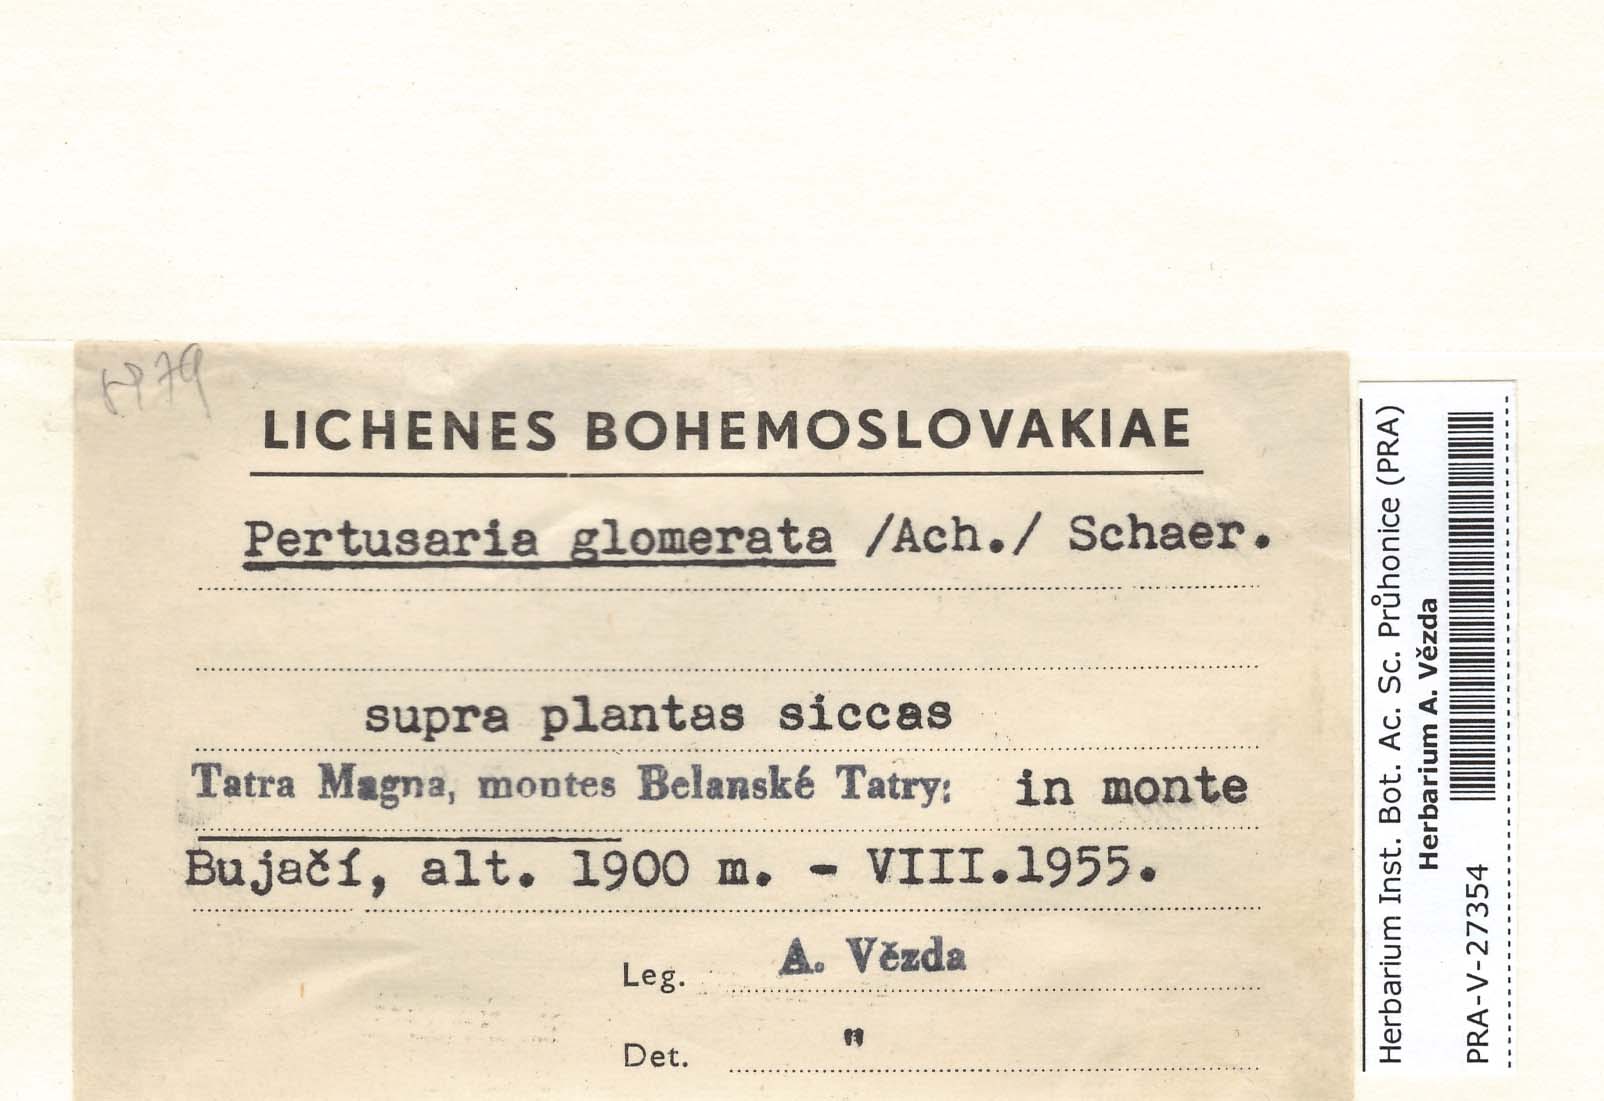 LICHENES BOHEMOSLOVAKIAE
Pertusaria glomerata /Ach./ Schaer.
supra plantas siccas
Tatra Magna, montes Belanské Tatry: in monte
Bujačí, alt. 1900 m. - VIII.1955.
Leg. A. Vězda
Det. "
Herbarium Inst. Bot. Ac. Sc. Průhonice (PRA)
Herbarium A. Vězda
PRA-V-27354